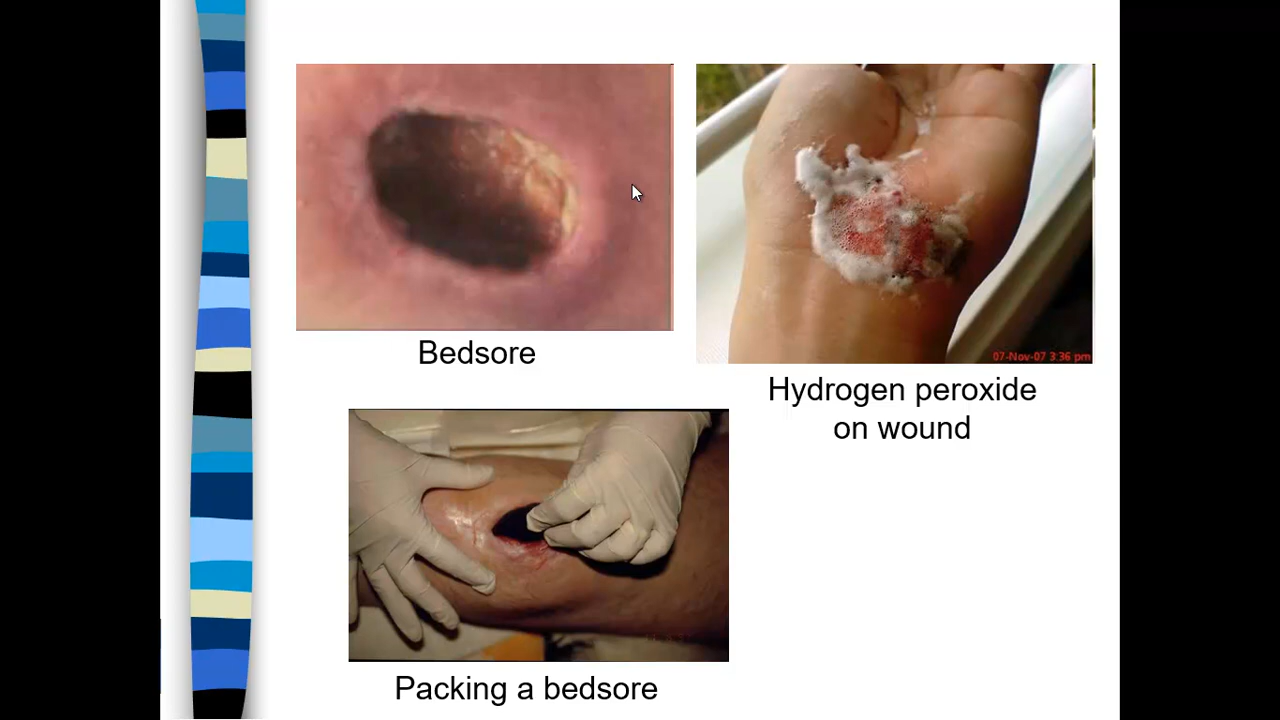 Bedsore
07-Nov-07 3:36 pm
Hydrogen peroxide
on wound
Packing a bedsore